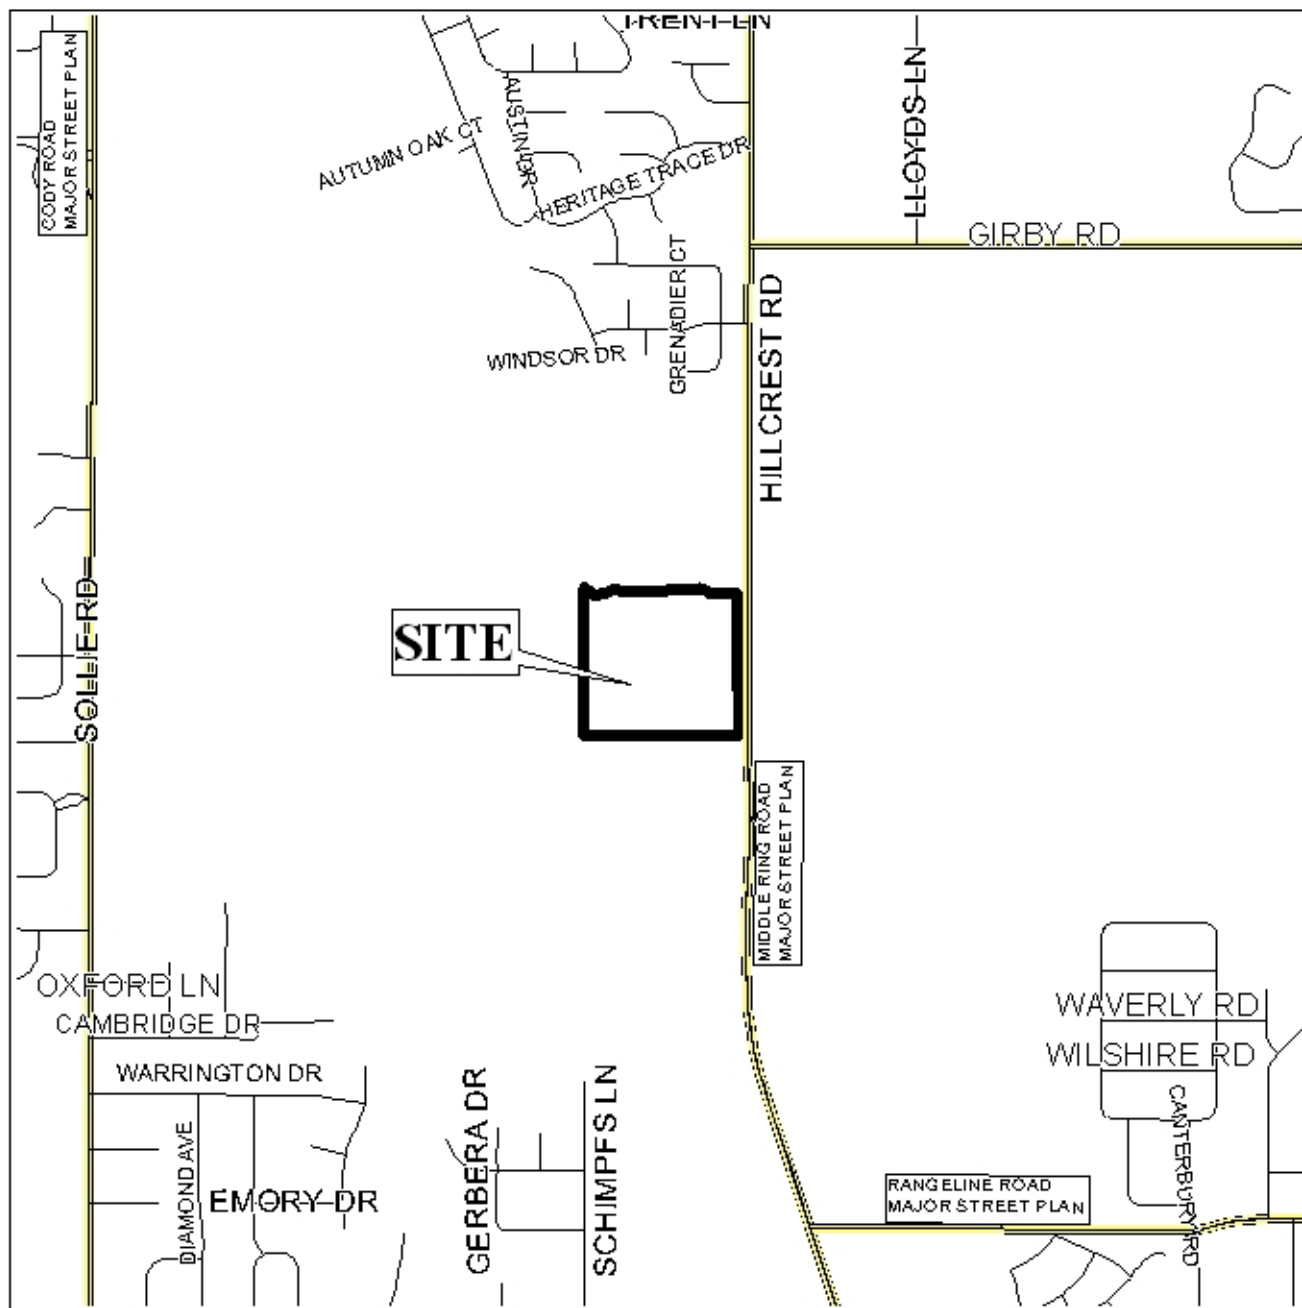 TRENT LN
CODY ROAD
MAJOR STREET PLAN
AUTUMN OAK CT
AUSTIN DR
HERITAGE TRACE DR
LLOYDS LN
GIRBY RD
GRENADIER CT
WINDSOR DR
HILLCREST RD
SOLLIE RD
SITE
MIDDLE RING ROAD
MAJOR STREET PLAN
OXFORD LN
CAMBRIDGE DR
WARRINGTON DR
WAVERLY RD
WILSHIRE RD
CANTERBURY RD
DIAMOND AVE
EMORY DR
GERBERA DR
SCHIMPFS LN
RANGELINE ROAD
MAJOR STREET PLAN